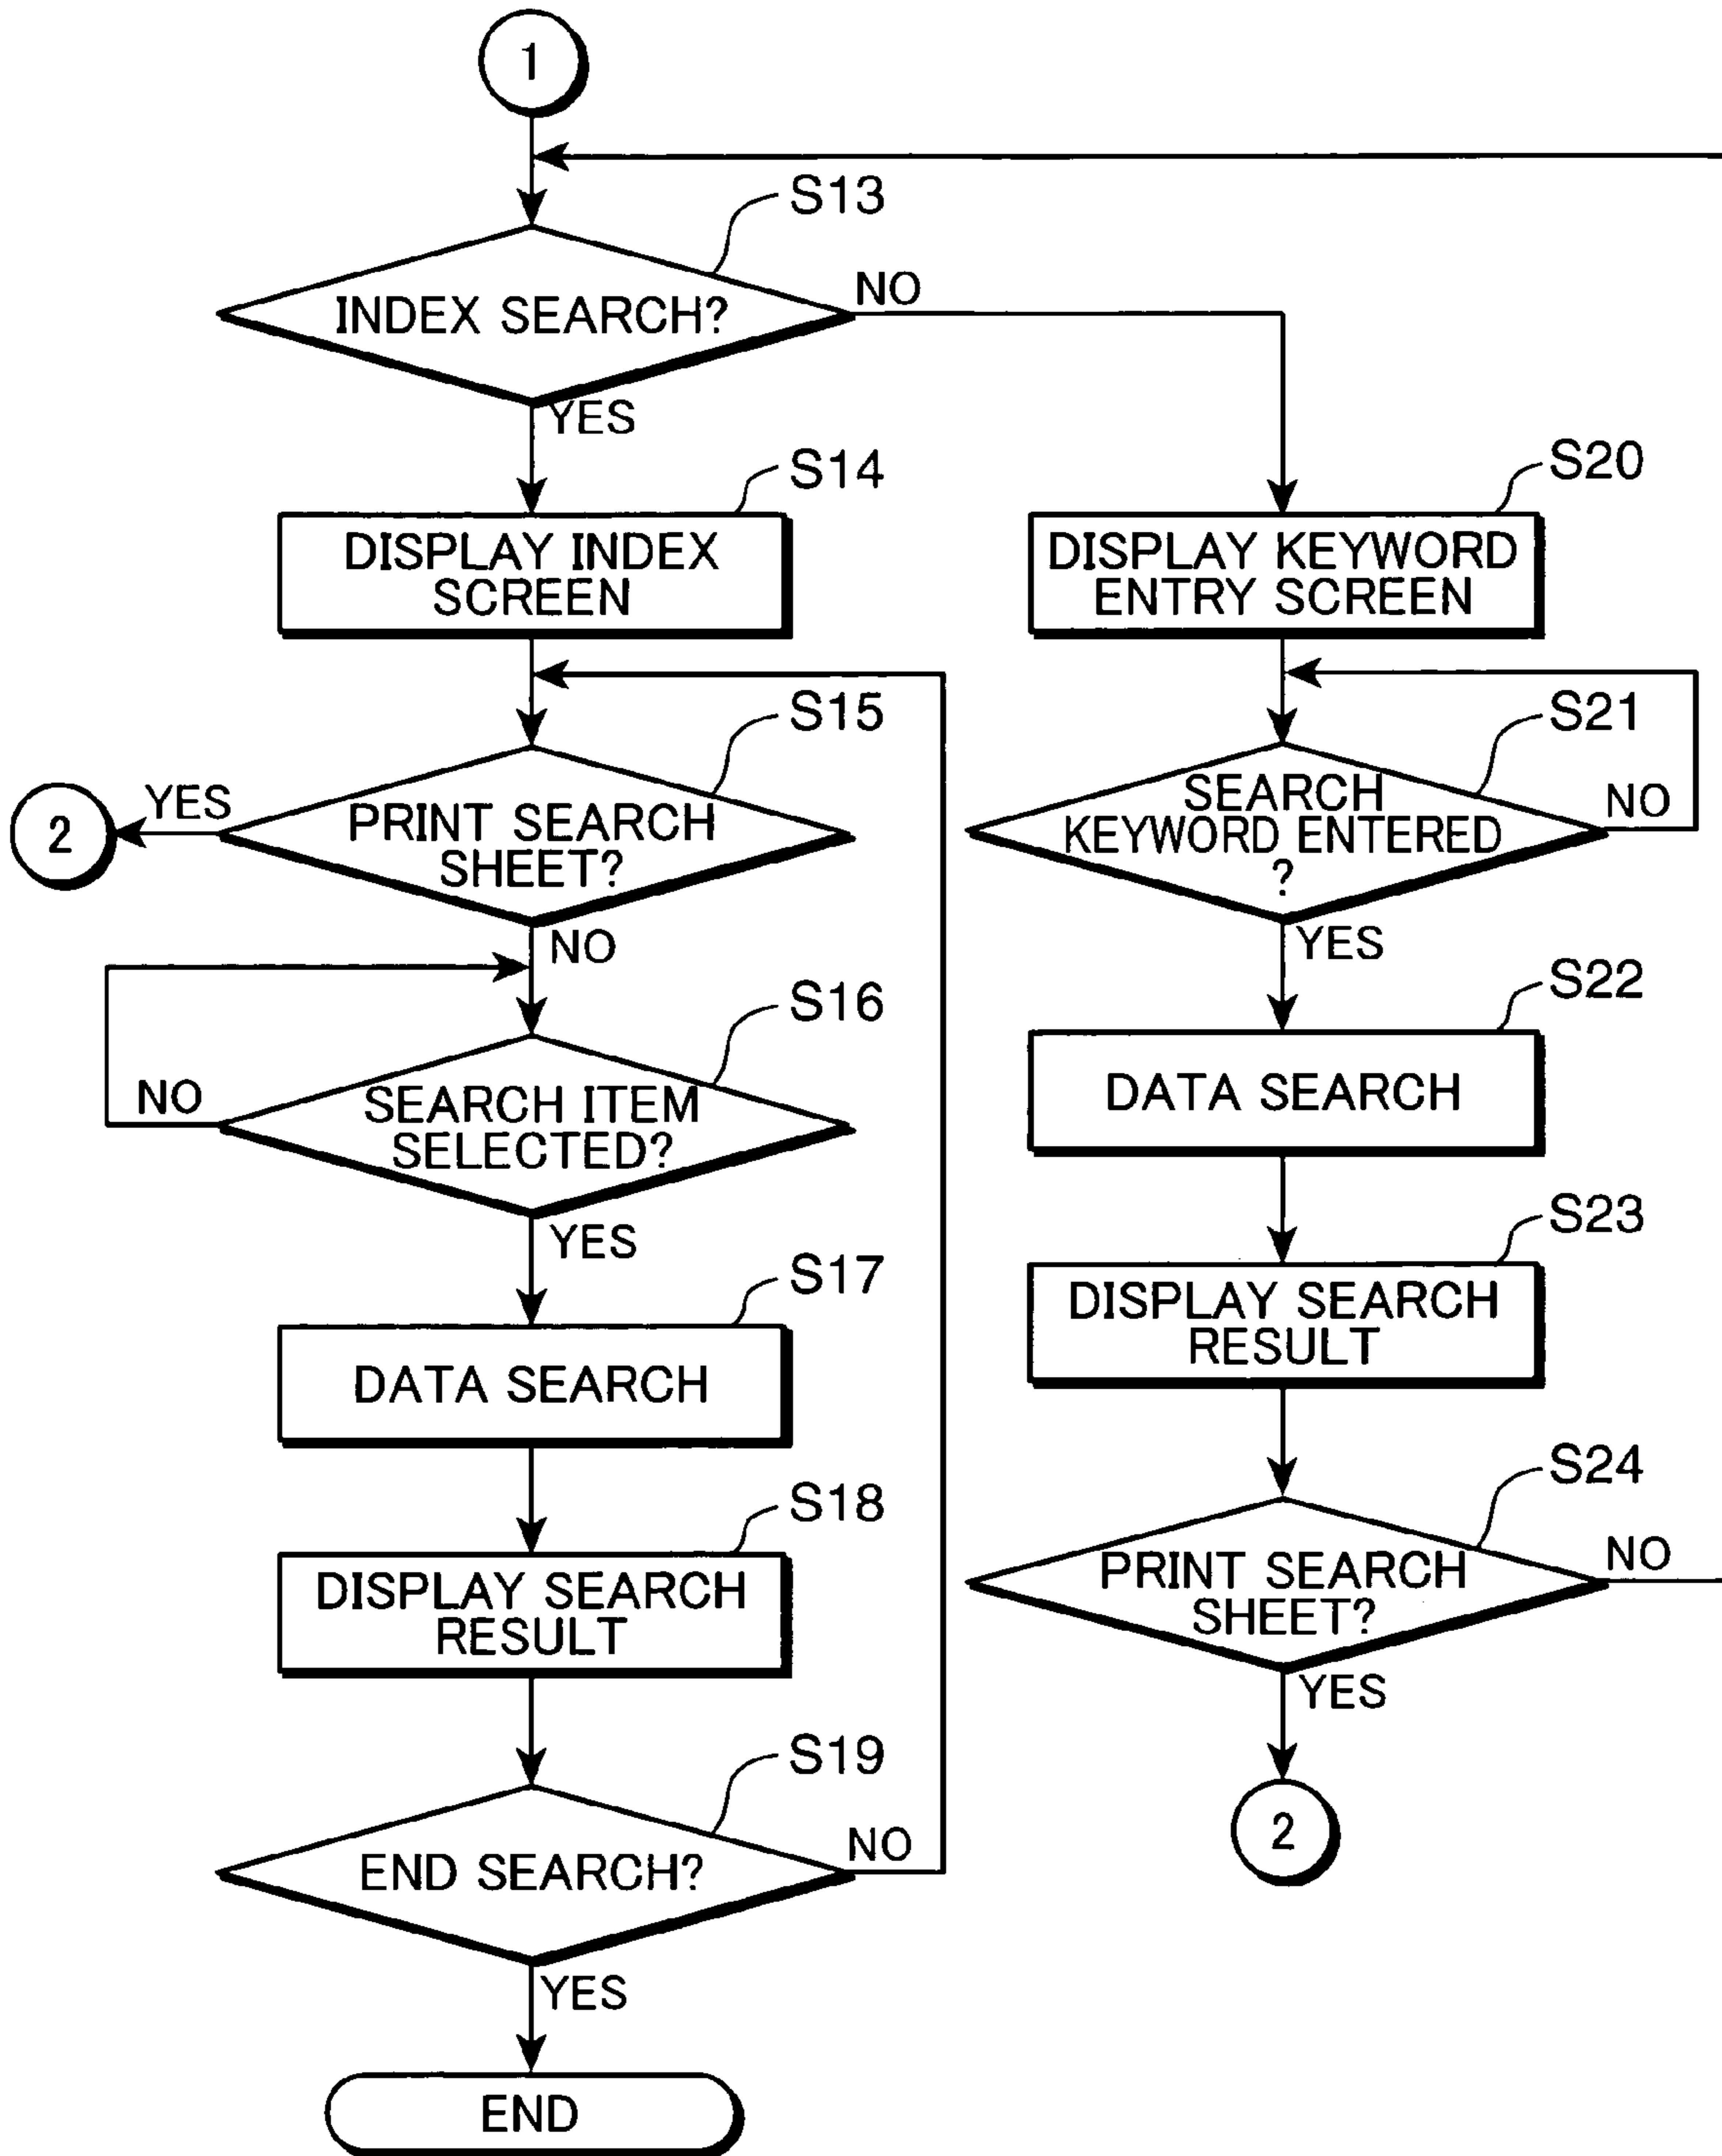 1
S13
INDEX SEARCH?
NO
YES
S14
DISPLAY INDEX
SCREEN
S15
PRINT SEARCH
SHEET?
YES
2
NO
S16
SEARCH ITEM
SELECTED?
NO
YES
S17
DATA SEARCH
S18
DISPLAY SEARCH
RESULT
S19
END SEARCH?
NO
YES
END
S20
DISPLAY KEYWORD
ENTRY SCREEN
S21
SEARCH
KEYWORD ENTERED
?
NO
YES
S22
DATA SEARCH
S23
DISPLAY SEARCH
RESULT
S24
PRINT SEARCH
SHEET?
NO
YES
2